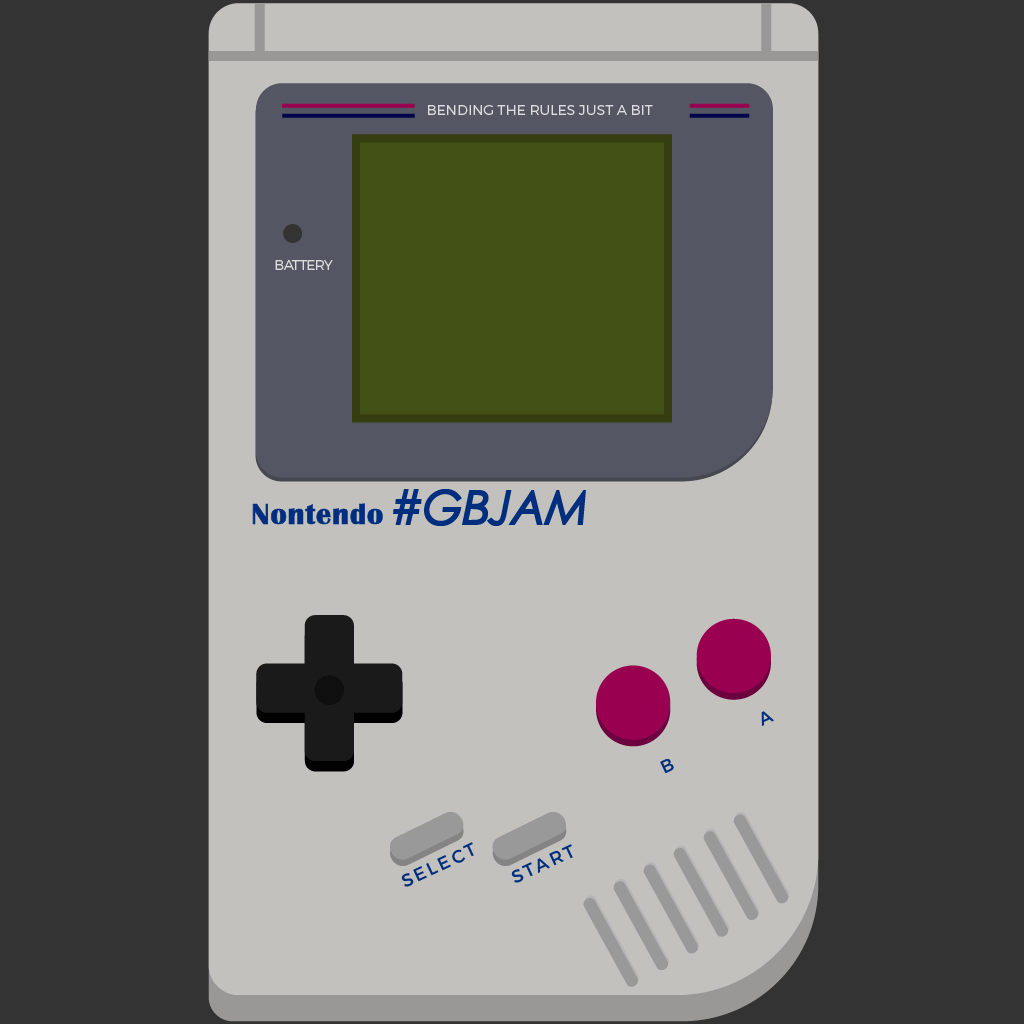 BENDING THE RULES JUST A BIT
BATTERY
Nontendo #GBJAM
A
B
SELECT
START